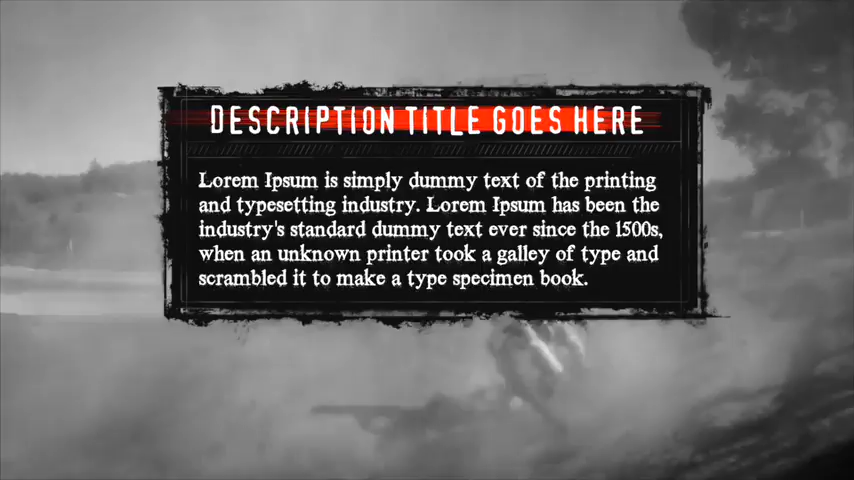 DESCRIPTION TITLE GOES HERE
Lorem Ipsum is simply dummy text of the printing
and typesetting industry. Lorem Ipsum has been the
industry's standard dummy text ever since the 1500s,
when an unknown printer took a galley of type and
scrambled it to make a type specimen book.